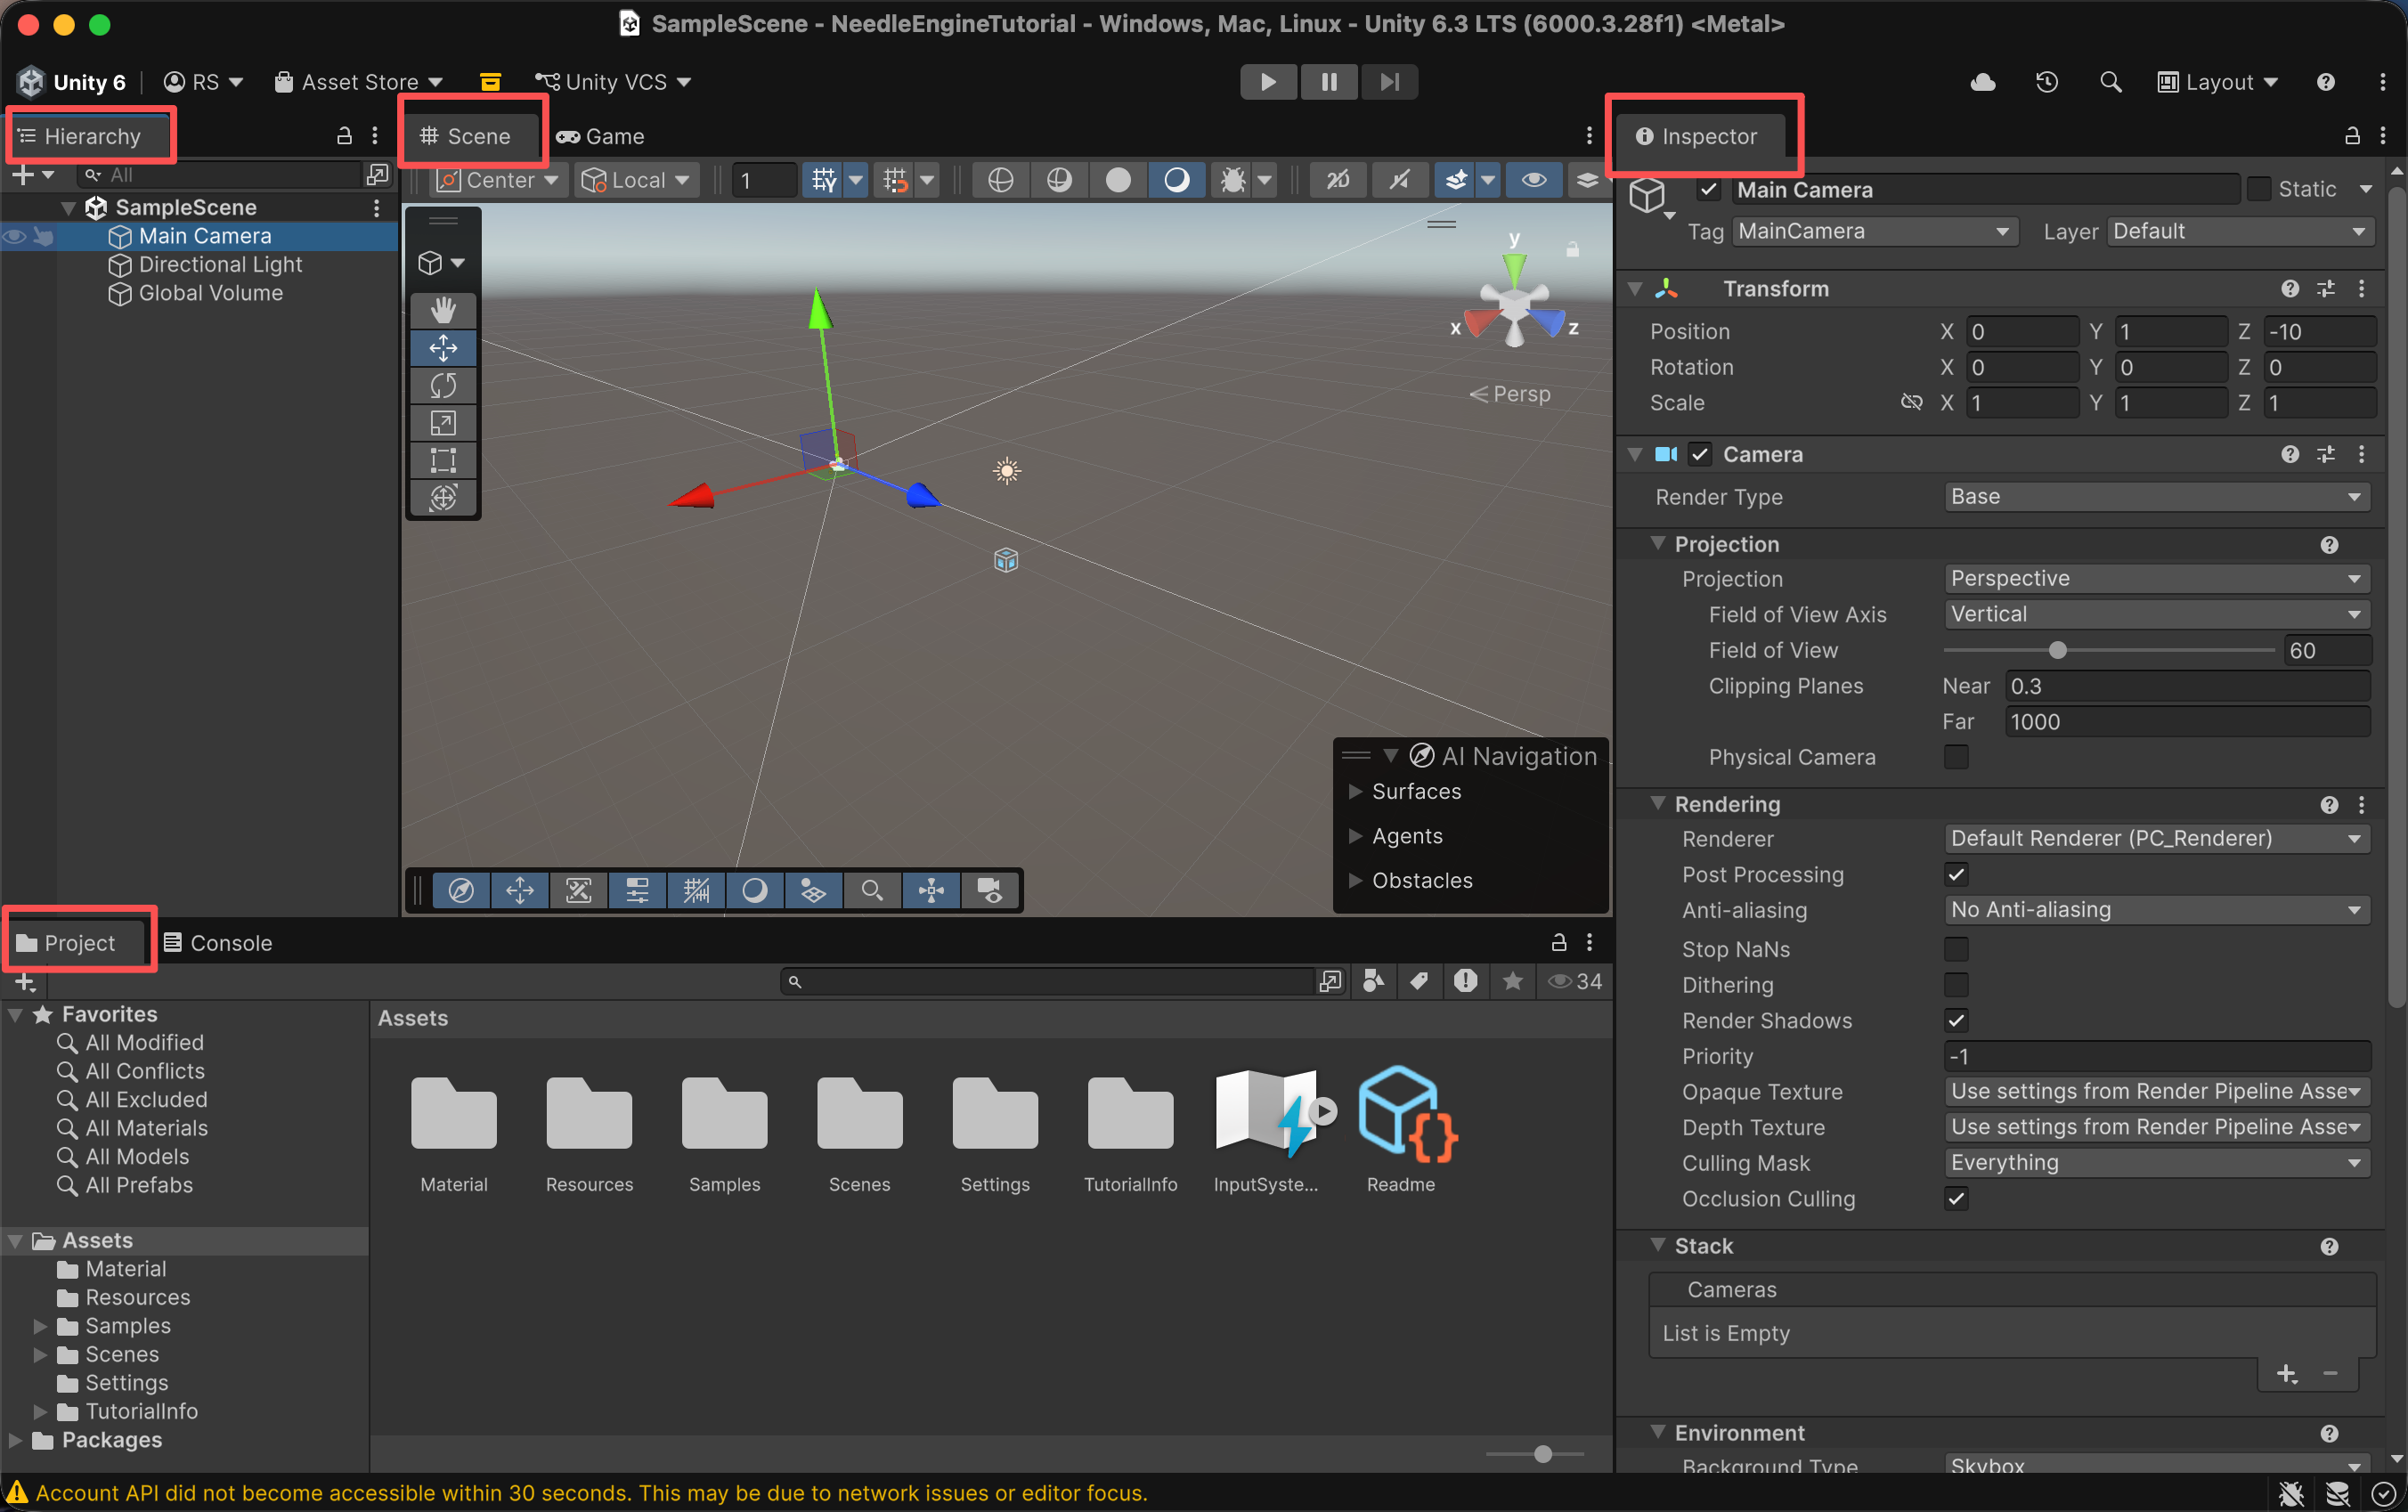 SampleScene - NeedleEngineTutorial - Windows, Mac, Linux - Unity 6.3 LTS (6000.3.28f1) <Metal>
Unity 6 RS Asset Store Unity VCS Layout
Hierarchy
All
SampleScene
Main Camera
Directional Light
Global Volume
Scene Game
Center Local 1 2D
y
x z
Persp
AI Navigation
Surfaces
Agents
Obstacles
Inspector
Main Camera Static
Tag MainCamera Layer Default
Transform
Position X 0 Y 1 Z -10
Rotation X 0 Y 0 Z 0
Scale X 1 Y 1 Z 1
Camera
Render Type Base
Projection
Projection Perspective
Field of View Axis Vertical
Field of View 60
Clipping Planes Near 0.3
Far 1000
Physical Camera
Rendering
Renderer Default Renderer (PC_Renderer)
Post Processing
Anti-aliasing No Anti-aliasing
Stop NaNs
Dithering
Render Shadows
Priority -1
Opaque Texture Use settings from Render Pipeline Asse
Depth Texture Use settings from Render Pipeline Asse
Culling Mask Everything
Occlusion Culling
Stack
Cameras
List is Empty
Environment
Background Type Skybox
Project Console
34
Favorites
All Modified
All Conflicts
All Excluded
All Materials
All Models
All Prefabs
Assets
Material
Resources
Samples
Scenes
Settings
TutorialInfo
Packages
Assets
Material Resources Samples Scenes Settings TutorialInfo InputSyste... Readme
Account API did not become accessible within 30 seconds. This may be due to network issues or editor focus.